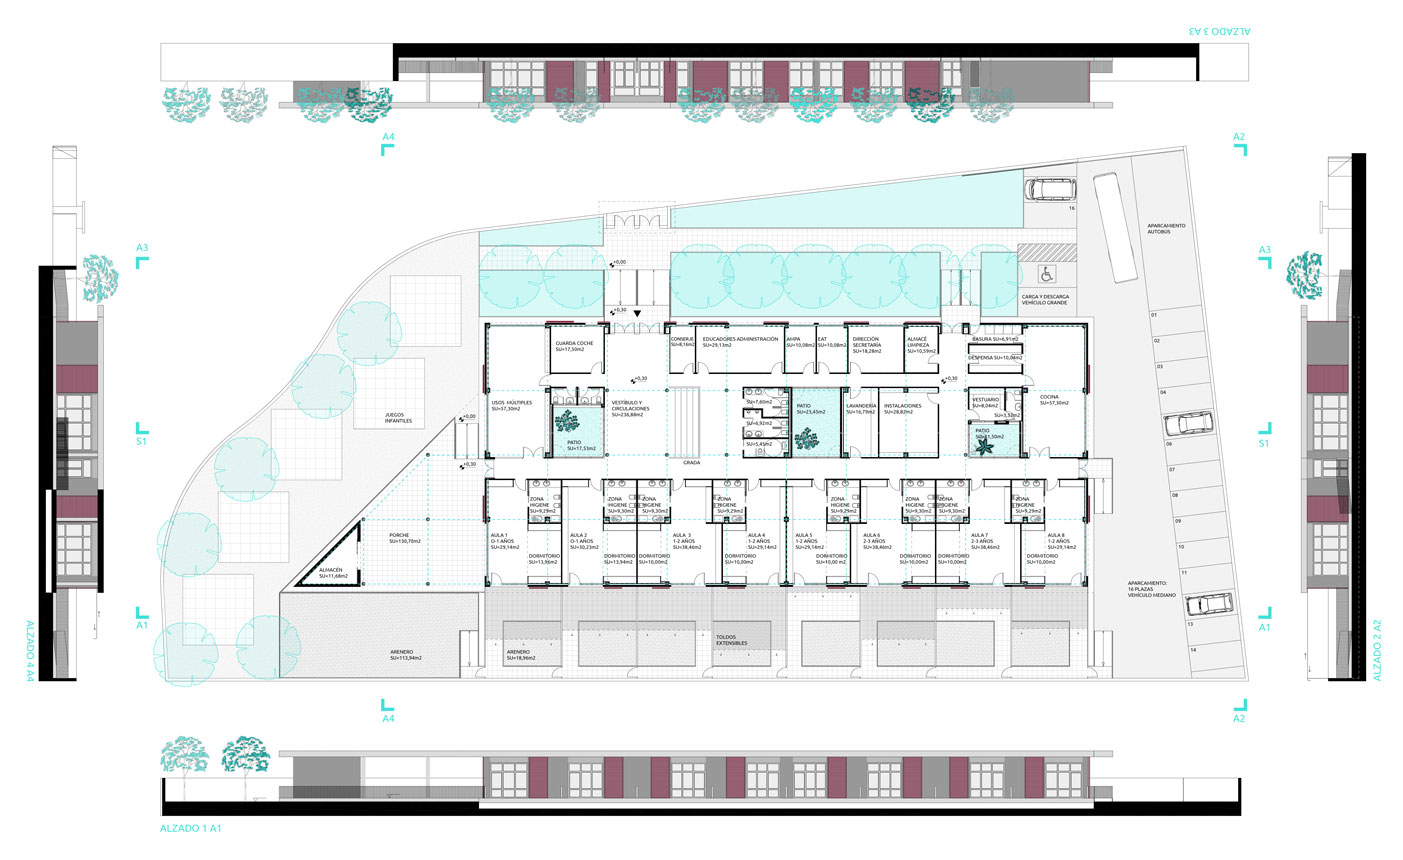 ALZADO 3 A3
A4
A2
A3
A3
S1
S1
A1
A1
ALZADO 4 A4
ALZADO 2 A2
16
APARCAMIENTO
AUTOBÚS
CARGA Y DESCARGA
VEHÍCULO GRANDE
+0,00
+0,30
01
02
03
04
06
07
08
09
10
11
13
14
GUARDA COCHE
SU=17,50m2
CONSERJE
SU=8,16m2
EDUCADORES ADMINISTRACIÓN
SU=29,13m2
AMPA
SU=10,08m2
EAT
SU=10,08m2
DIRECCIÓN
SECRETARÍA
SU=18,28m2
ALMACÉ
LIMPIEZA
SU=10,59m2
BASURA SU=6,91m2
DESPENSA SU=10,04m2
+0,30
+0,30
USOS MÚLTIPLES
SU=57,30m2
VESTÍBULO Y
CIRCULACIONES
SU=236,88m2
SU=7,60m2
SU=6,92m2
SU=5,45m2
PATIO
SU=23,45m2
LAVANDERÍA
SU=16,79m2
INSTALACIONES
SU=28,82m2
VESTUARIO
SU=8,04m2
SU=3,52m2
COCINA
SU=57,30m2
PATIO
SU=17,53m2
PATIO
SU=11,50m2
GRADA
JUEGOS
INFANTILES
+0,00
+0,30
ZONA
HIGIENE
SU=9,29m2
ZONA
HIGIENE
SU=9,30m2
ZONA
HIGIENE
SU=9,30m2
ZONA
HIGIENE
SU=9,29m2
ZONA
HIGIENE
SU=9,29m2
ZONA
HIGIENE
SU=9,30m2
ZONA
HIGIENE
SU=9,30m2
ZONA
HIGIENE
SU=9,29m2
PORCHE
SU=130,70m2
ALMACÉN
SU=11,68m2
AULA 1
O-1 AÑOS
SU=29,14m2
AULA 2
O-1 AÑOS
SU=30,23m2
AULA 3
1-2 AÑOS
SU=38,46m2
AULA 4
1-2 AÑOS
SU=29,14m2
AULA 5
1-2 AÑOS
SU=29,14m2
AULA 6
2-3 AÑOS
SU=38,46m2
AULA 7
2-3 AÑOS
SU=38,46m2
AULA 8
1-2 AÑOS
SU=29,14m2
DORMITORIO
SU=13,96m2
DORMITORIO
SU=13,94m2
DORMITORIO
SU=10,00m2
DORMITORIO
SU=10,00m2
DORMITORIO
SU=10,00 m2
DORMITORIO
SU=10,00m2
DORMITORIO
SU=10,00m2
DORMITORIO
SU=10,00m2
APARCAMIENTO:
16 PLAZAS
VEHÍCULO MEDIANO
ARENERO
SU=113,94m2
ARENERO
SU=18,96m2
TOLDOS
EXTENSIBLES
A4
A2
ALZADO 1 A1